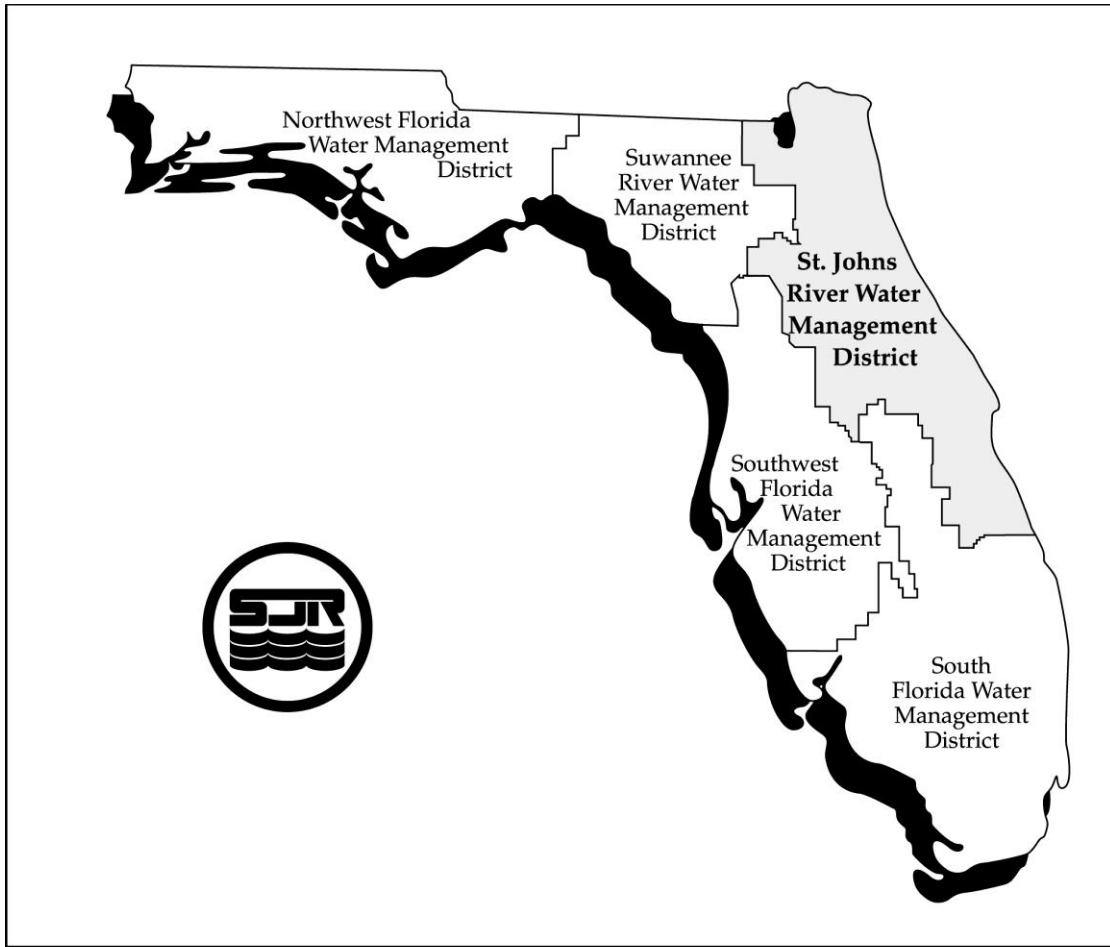 Northwest Florida
Water Management
District
Suwannee
River Water
Management
District
St. Johns
River Water
Management
District
Southwest
Florida
Water
Management
District
SJR
South
Florida Water
Management
District